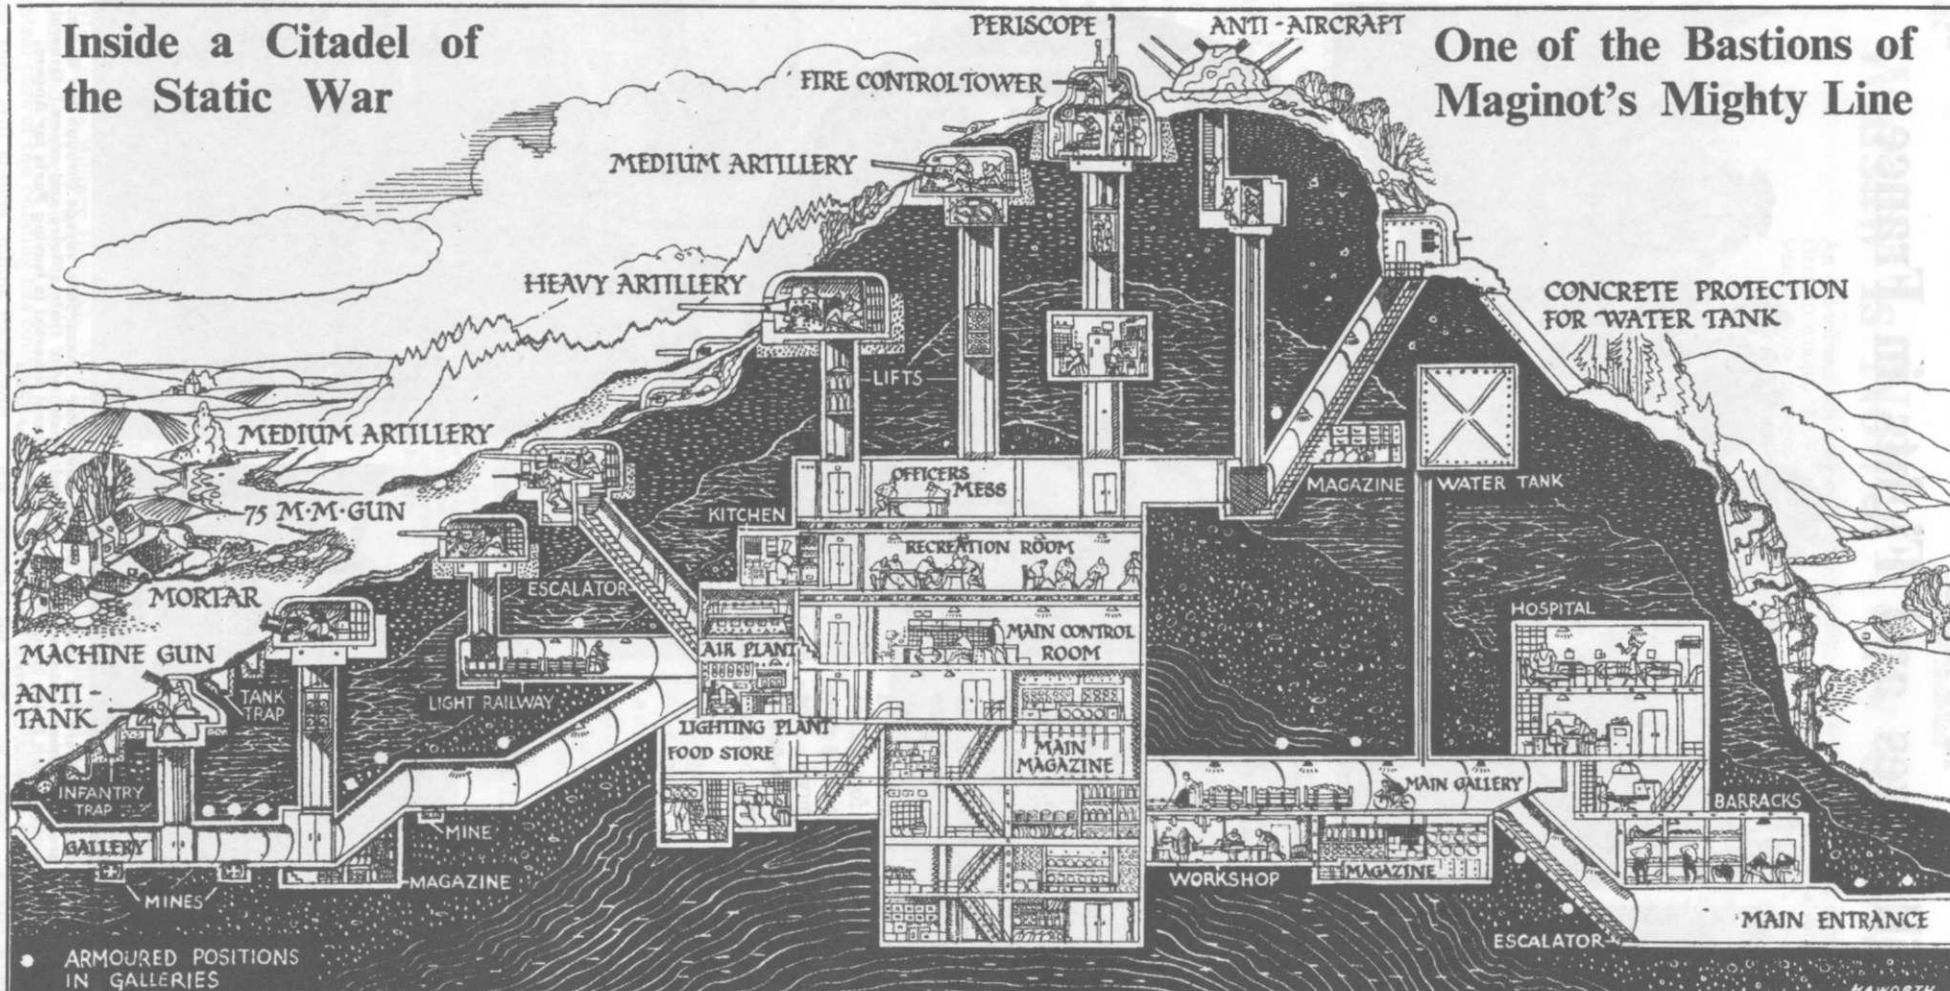 Inside a Citadel of
the Static War
One of the Bastions of
Maginot's Mighty Line
PERISCOPE
ANTI-AIRCRAFT
FIRE CONTROL TOWER
MEDIUM ARTILLERY
HEAVY ARTILLERY
CONCRETE PROTECTION
FOR WATER TANK
LIFTS
MEDIUM ARTILLERY
OFFICERS
MESS
MAGAZINE
WATER TANK
75 M·M·GUN
KITCHEN
RECREATION ROOM
ESCALATOR
MORTAR
HOSPITAL
MAIN CONTROL
ROOM
MACHINE GUN
AIR PLANT
ANTI-
TANK
TANK
TRAP
LIGHT RAILWAY
LIGHTING PLANT
FOOD STORE
MAIN
MAGAZINE
MAIN GALLERY
INFANTRY
TRAP
BARRACKS
MINE
GALLERY
MAGAZINE
WORKSHOP
MAGAZINE
MINES
MAIN ENTRANCE
ESCALATOR
ARMOURED POSITIONS
IN GALLERIES
HAWORTH